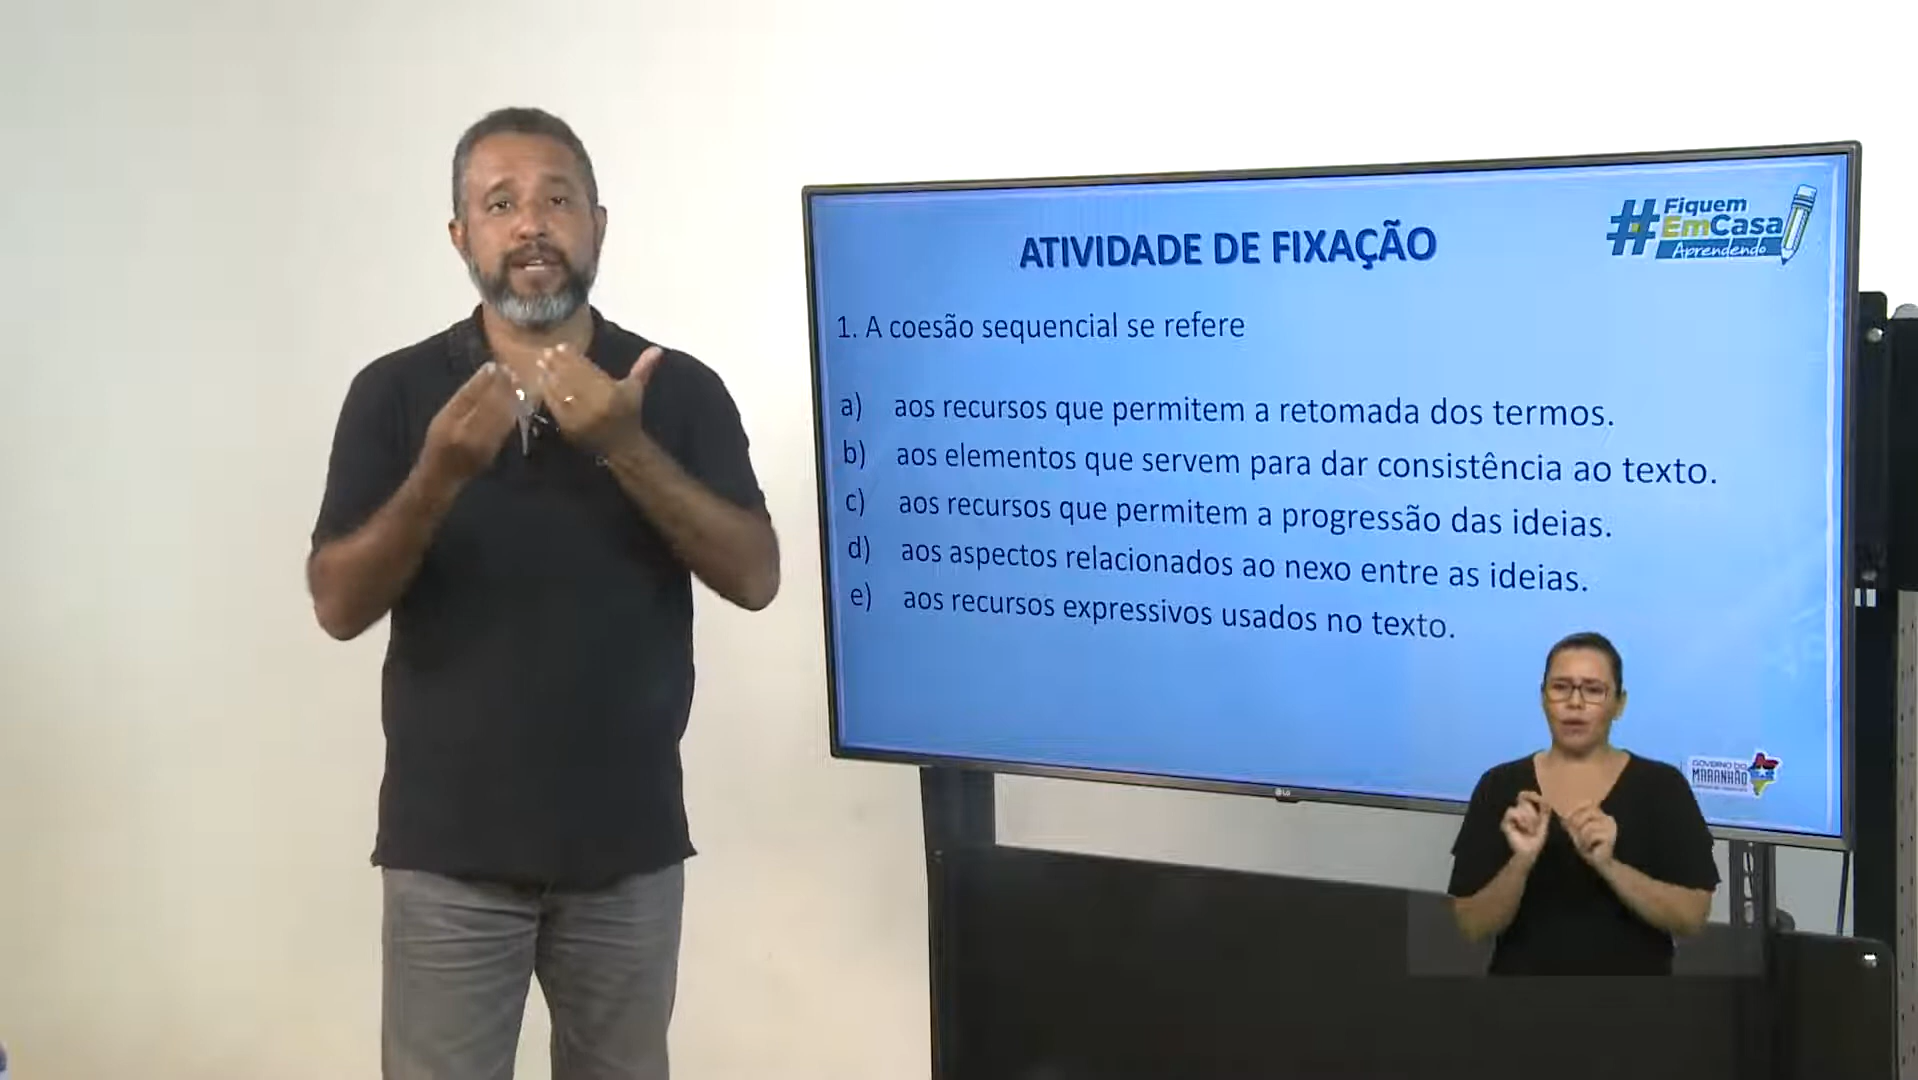 ATIVIDADE DE FIXAÇÃO
#Fiquem
EmCasa
Aprendendo
1. A coesão sequencial se refere
a) aos recursos que permitem a retomada dos termos.
b) aos elementos que servem para dar consistência ao texto.
c) aos recursos que permitem a progressão das ideias.
d) aos aspectos relacionados ao nexo entre as ideias.
e) aos recursos expressivos usados no texto.
GOVERNO DO
MARANHÃO
LG